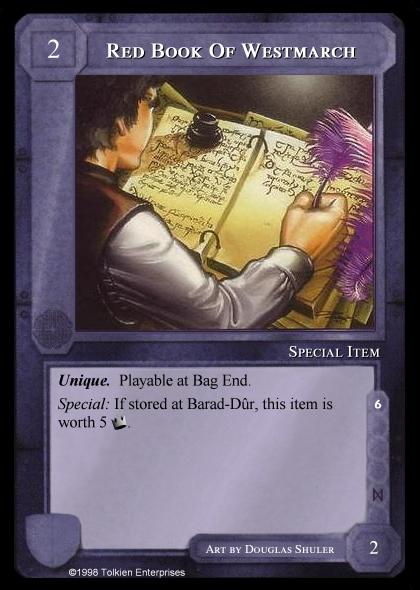 2
RED BOOK OF WESTMARCH
SPECIAL ITEM
Unique. Playable at Bag End.
Special: If stored at Barad-Dûr, this item is
worth 5 .
6
ART BY DOUGLAS SHULER
2
©1998 Tolkien Enterprises